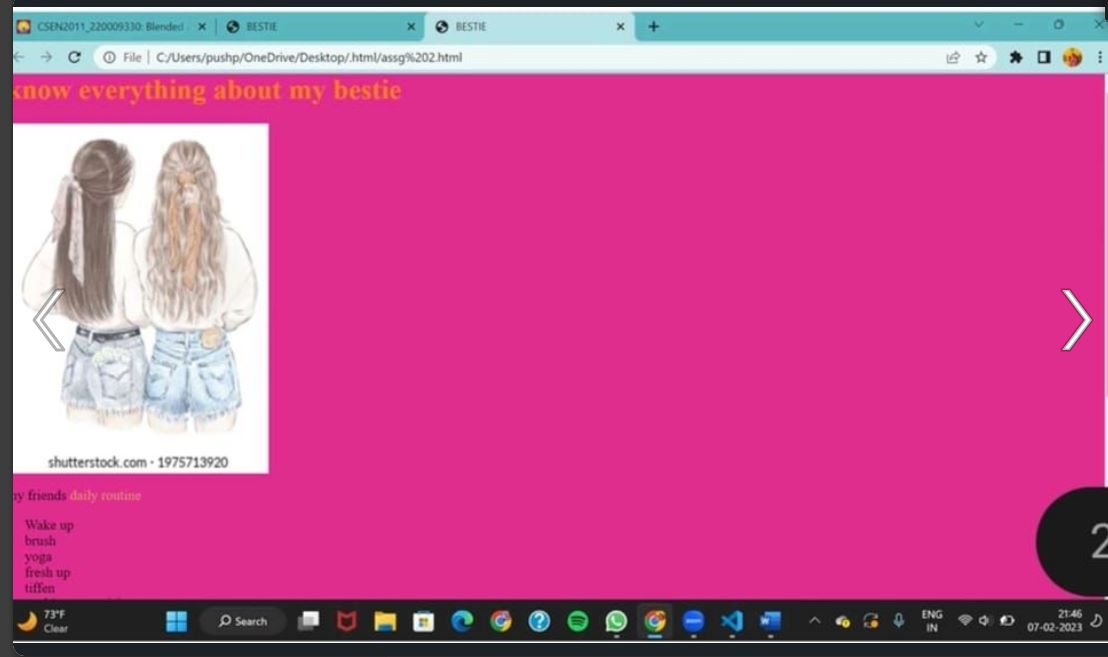 CSEN2011_220009330: Blended
BESTIE
BESTIE
File
C:/Users/pushp/OneDrive/Desktop/.html/assg%202.html
know everything about my bestie
shutterstock.com · 1975713920
my friends daily routine
Wake up
brush
yoga
fresh up
tiffen
2
73°F
Clear
Search
W
ENG
IN
21:46
07-02-2023